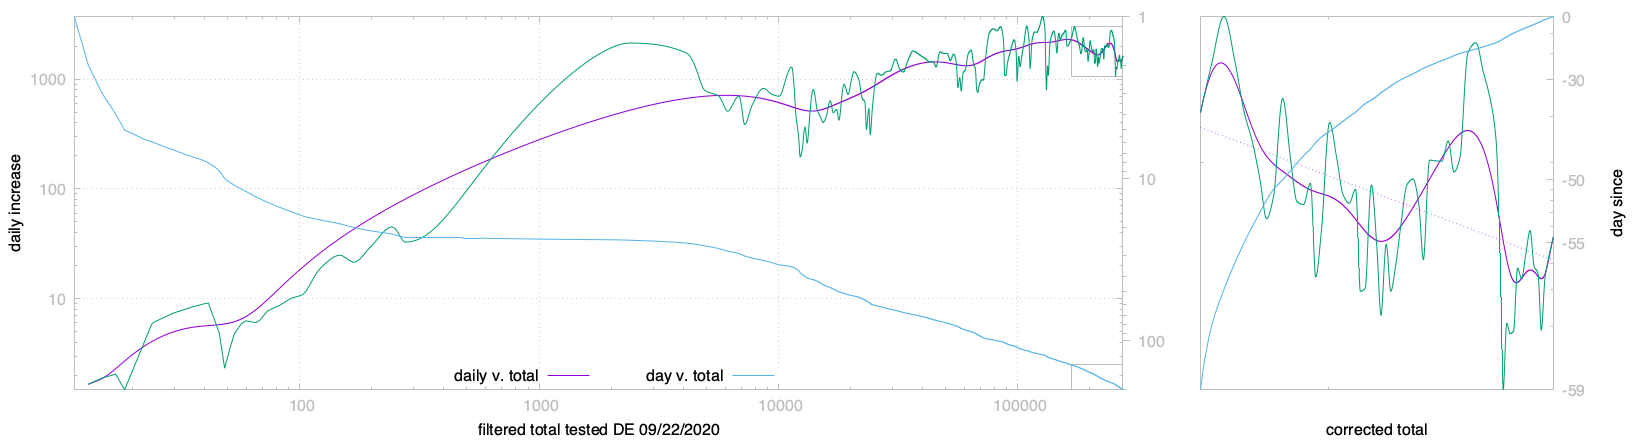 daily increase
1000
100
10
100
1000
10000
100000
1
10
100
daily v. total
day v. total
filtered total tested DE 09/22/2020
0
-30
-50
-55
-59
day since
corrected total